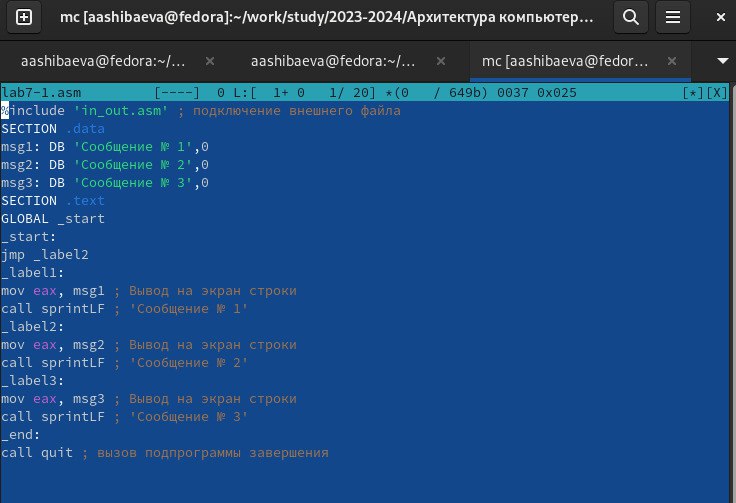 mc [aashibaeva@fedora]:~/work/study/2023-2024/Архитектура компьютер...
aashibaeva@fedora:~/... × aashibaeva@fedora:~/... × mc [aashibaeva@fedor... ×
lab7-1.asm [----] 0 L:[ 1+ 0 1/ 20] *(0 / 649b) 0037 0x025 [*][X]
%include 'in_out.asm' ; подключение внешнего файла
SECTION .data
msg1: DB 'Сообщение № 1',0
msg2: DB 'Сообщение № 2',0
msg3: DB 'Сообщение № 3',0
SECTION .text
GLOBAL _start
_start:
jmp _label2
_label1:
mov eax, msg1 ; Вывод на экран строки
call sprintLF ; 'Сообщение № 1'
_label2:
mov eax, msg2 ; Вывод на экран строки
call sprintLF ; 'Сообщение № 2'
_label3:
mov eax, msg3 ; Вывод на экран строки
call sprintLF ; 'Сообщение № 3'
_end:
call quit ; вызов подпрограммы завершения